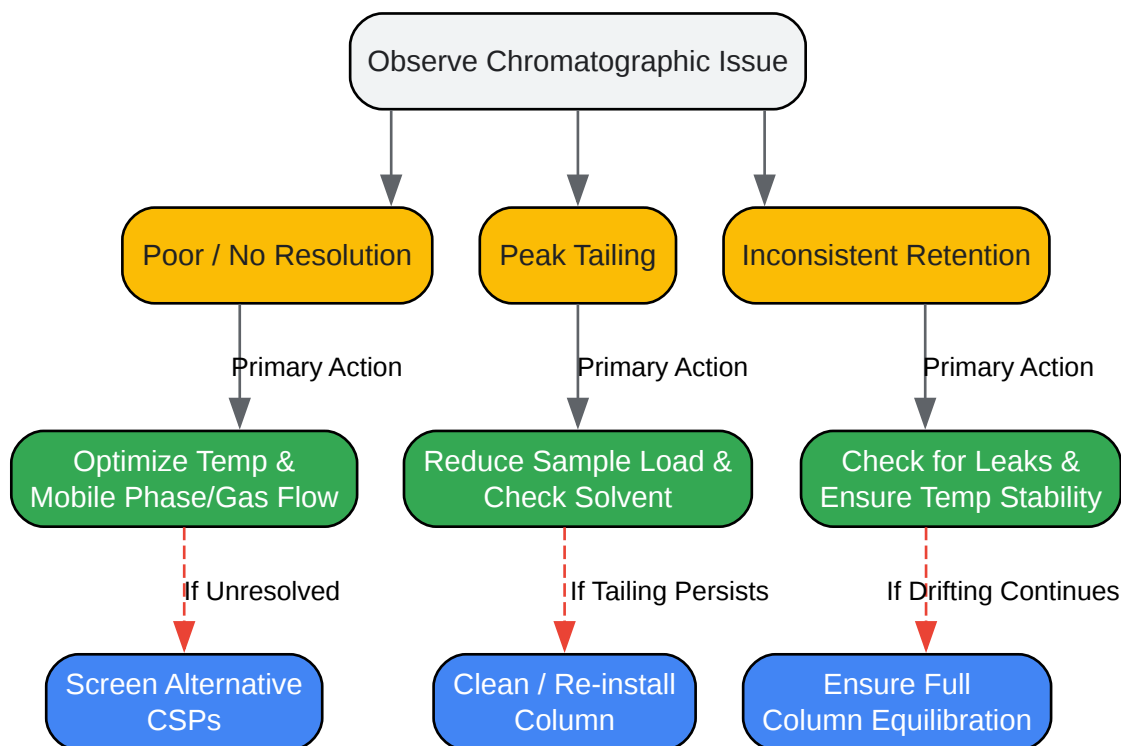 Observe Chromatographic Issue
Poor / No Resolution
Peak Tailing
Inconsistent Retention
Primary Action
Primary Action
Primary Action
Optimize Temp &
Mobile Phase/Gas Flow
Reduce Sample Load &
Check Solvent
Check for Leaks &
Ensure Temp Stability
If Unresolved
If Tailing Persists
If Drifting Continues
Screen Alternative
CSPs
Clean / Re-install
Column
Ensure Full
Column Equilibration